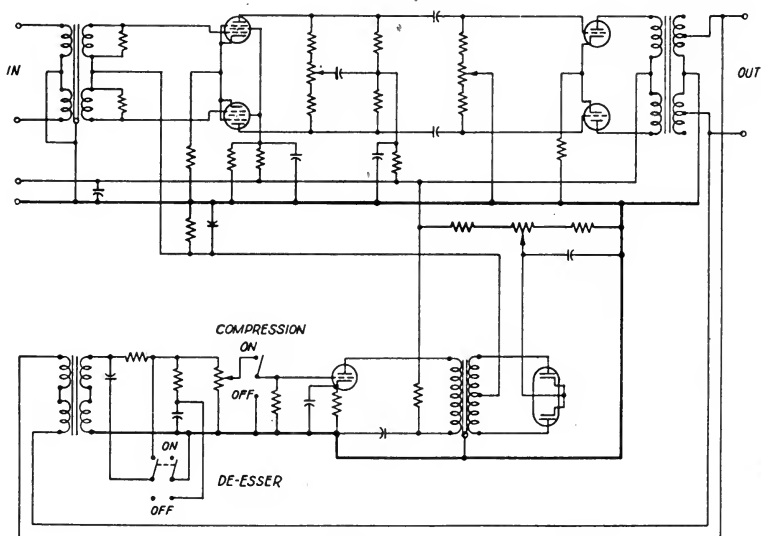 IN
OUT
COMPRESSION
ON
OFF
ON
DE-ESSER
OFF